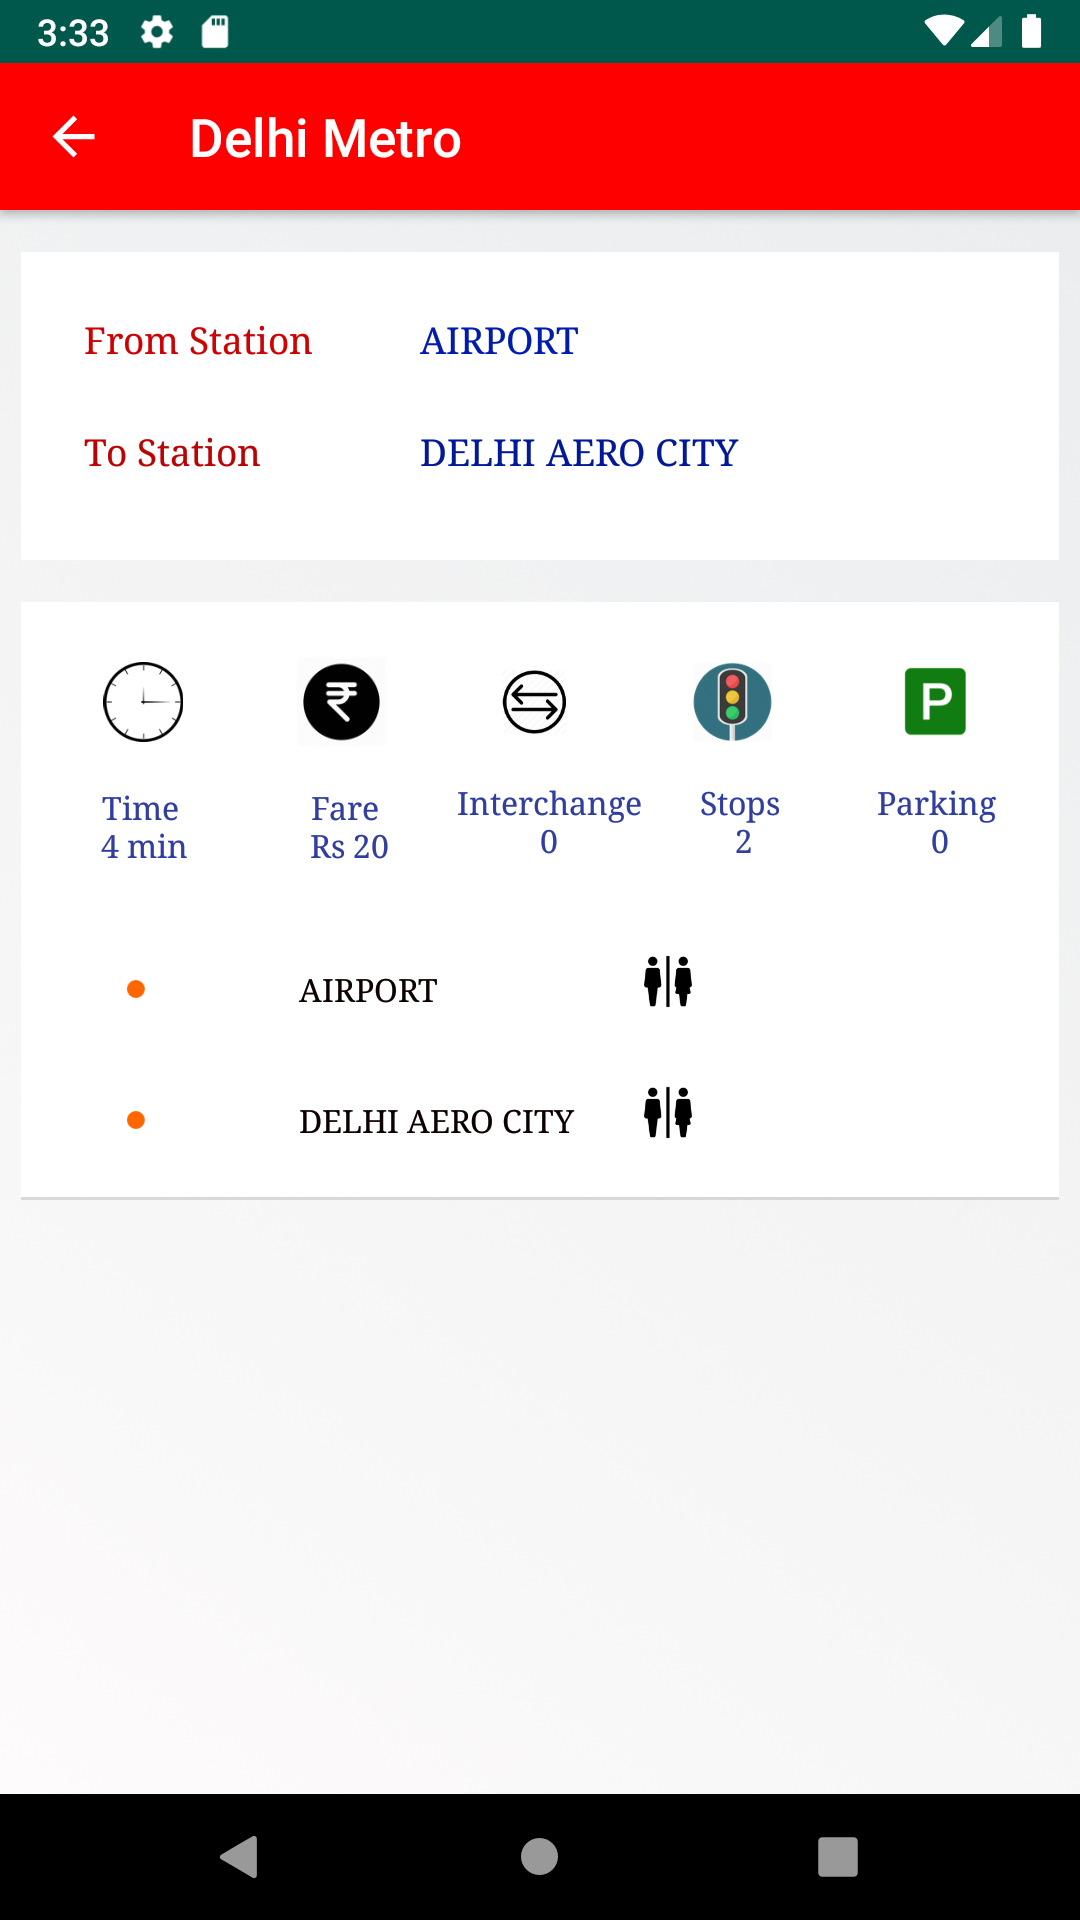 3:33
Delhi Metro
From Station AIRPORT
To Station DELHI AERO CITY
P
Time Fare Interchange Stops Parking
4 min Rs 20 0 2 0
AIRPORT
DELHI AERO CITY